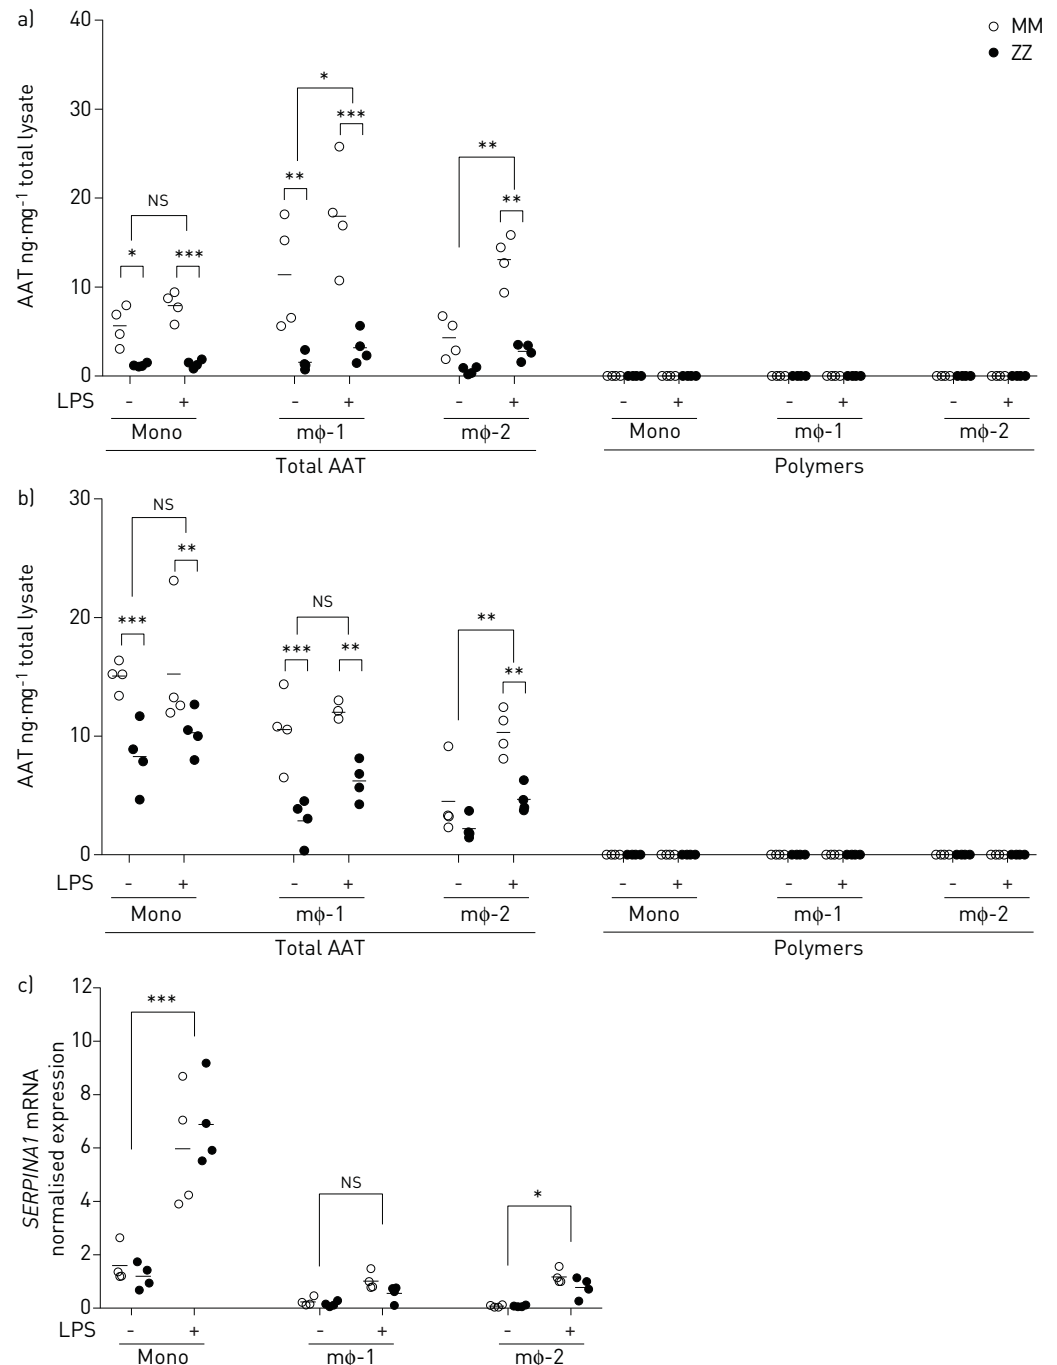 a)
MM
ZZ
AAT ng·mg⁻¹ total lysate
40
30
20
10
0
NS
*
***
*
**
***
**
**
LPS
- + - + - + - + - + - +
Mono mϕ-1 mϕ-2 Mono mϕ-1 mϕ-2
Total AAT Polymers
b)
AAT ng·mg⁻¹ total lysate
30
20
10
0
NS
***
**
NS
***
**
**
**
LPS
- + - + - + - + - + - +
Mono mϕ-1 mϕ-2 Mono mϕ-1 mϕ-2
Total AAT Polymers
c)
SERPINA1 mRNA
normalised expression
12
10
8
6
4
2
0
***
NS
*
LPS
- + - + - +
Mono mϕ-1 mϕ-2